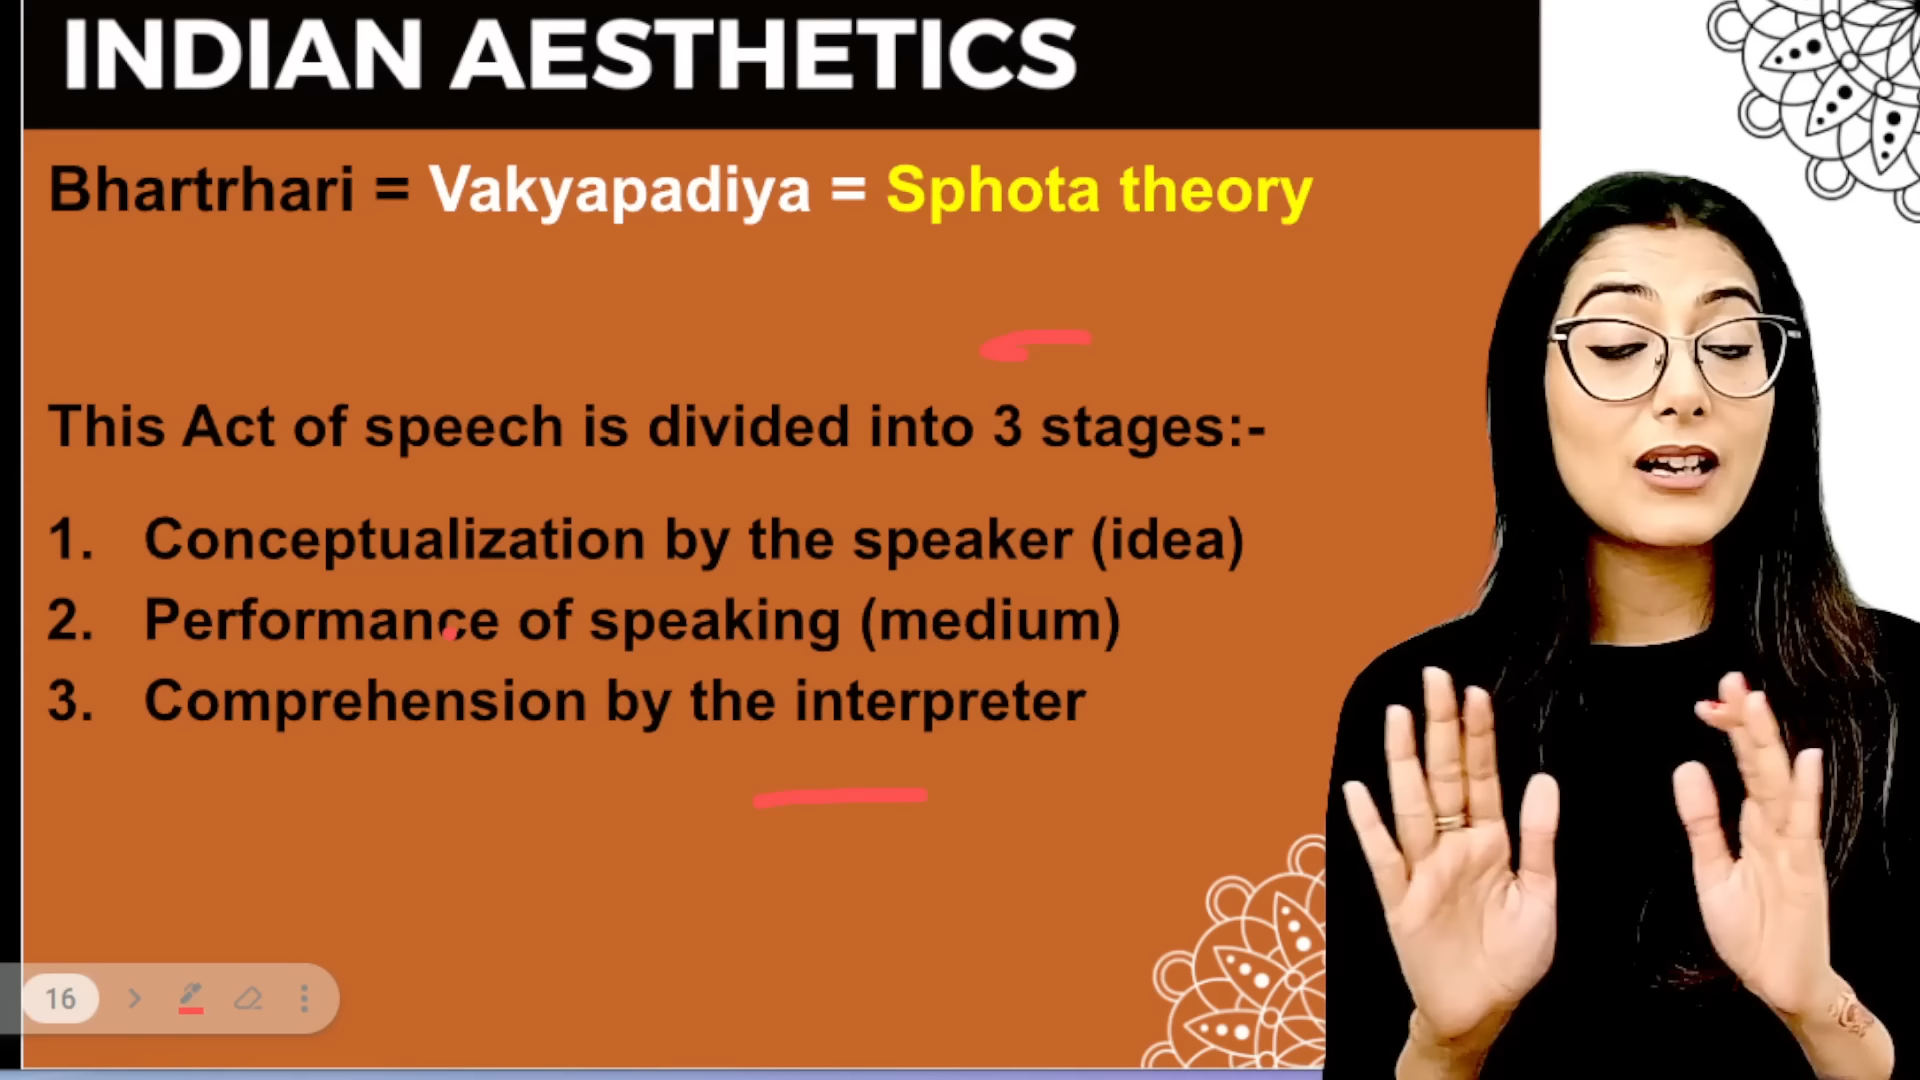 INDIAN AESTHETICS
Bhartrhari = Vakyapadiya = Sphota theory
This Act of speech is divided into 3 stages:-
1. Conceptualization by the speaker (idea)
2. Performance of speaking (medium)
3. Comprehension by the interpreter
16